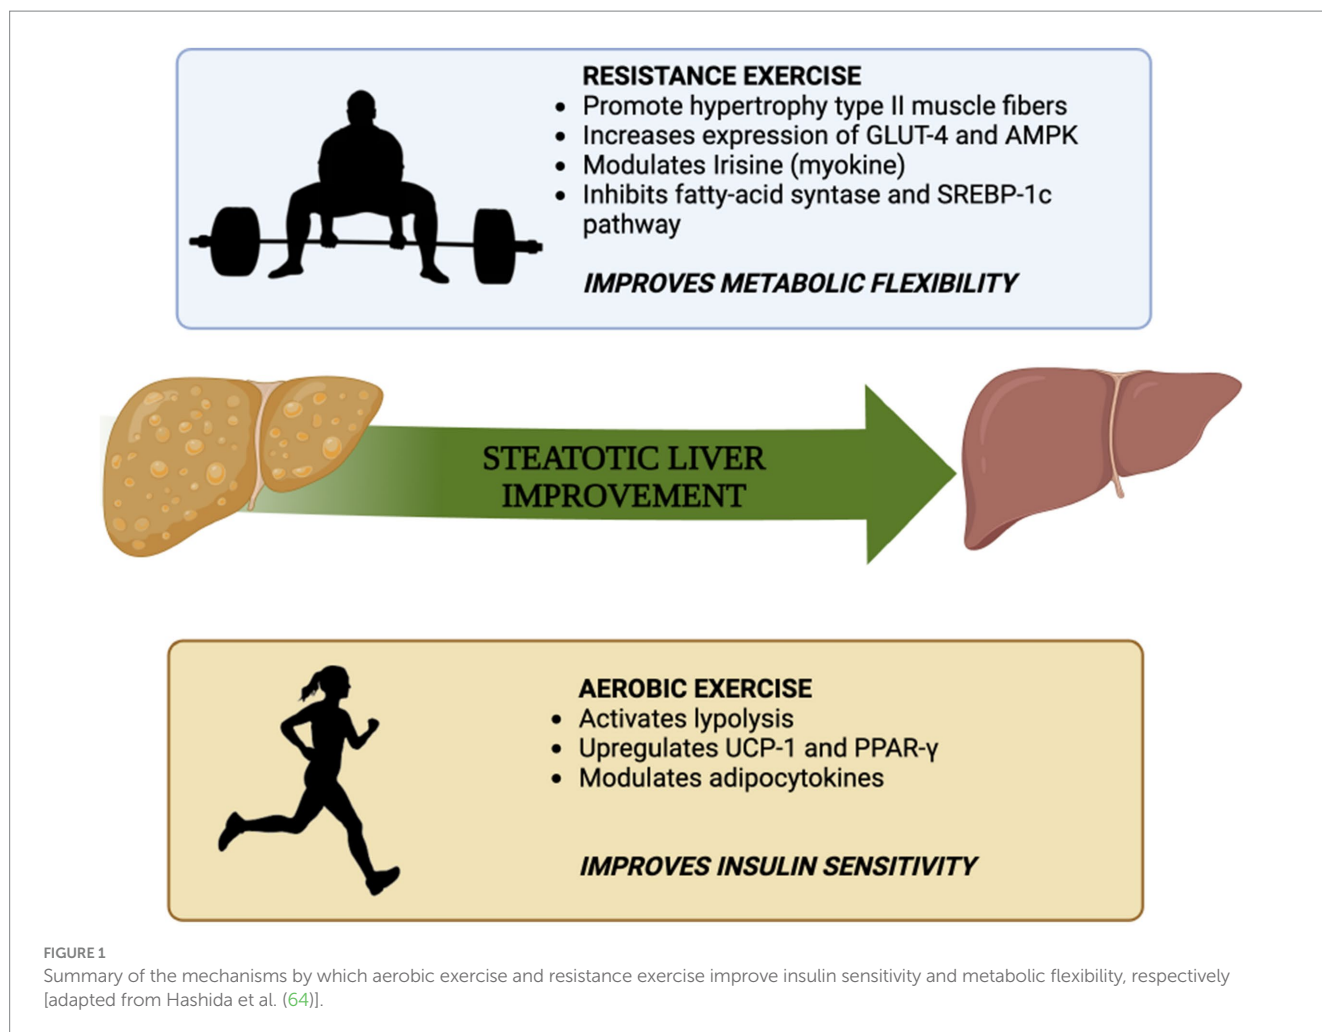 RESISTANCE EXERCISE
• Promote hypertrophy type II muscle fibers
• Increases expression of GLUT-4 and AMPK
• Modulates Irisine (myokine)
• Inhibits fatty-acid syntase and SREBP-1c
pathway
IMPROVES METABOLIC FLEXIBILITY
STEATOTIC LIVER
IMPROVEMENT
AEROBIC EXERCISE
• Activates lypolysis
• Upregulates UCP-1 and PPAR-γ
• Modulates adipocytokines
IMPROVES INSULIN SENSITIVITY
FIGURE 1
Summary of the mechanisms by which aerobic exercise and resistance exercise improve insulin sensitivity and metabolic flexibility, respectively
[adapted from Hashida et al. (64)].